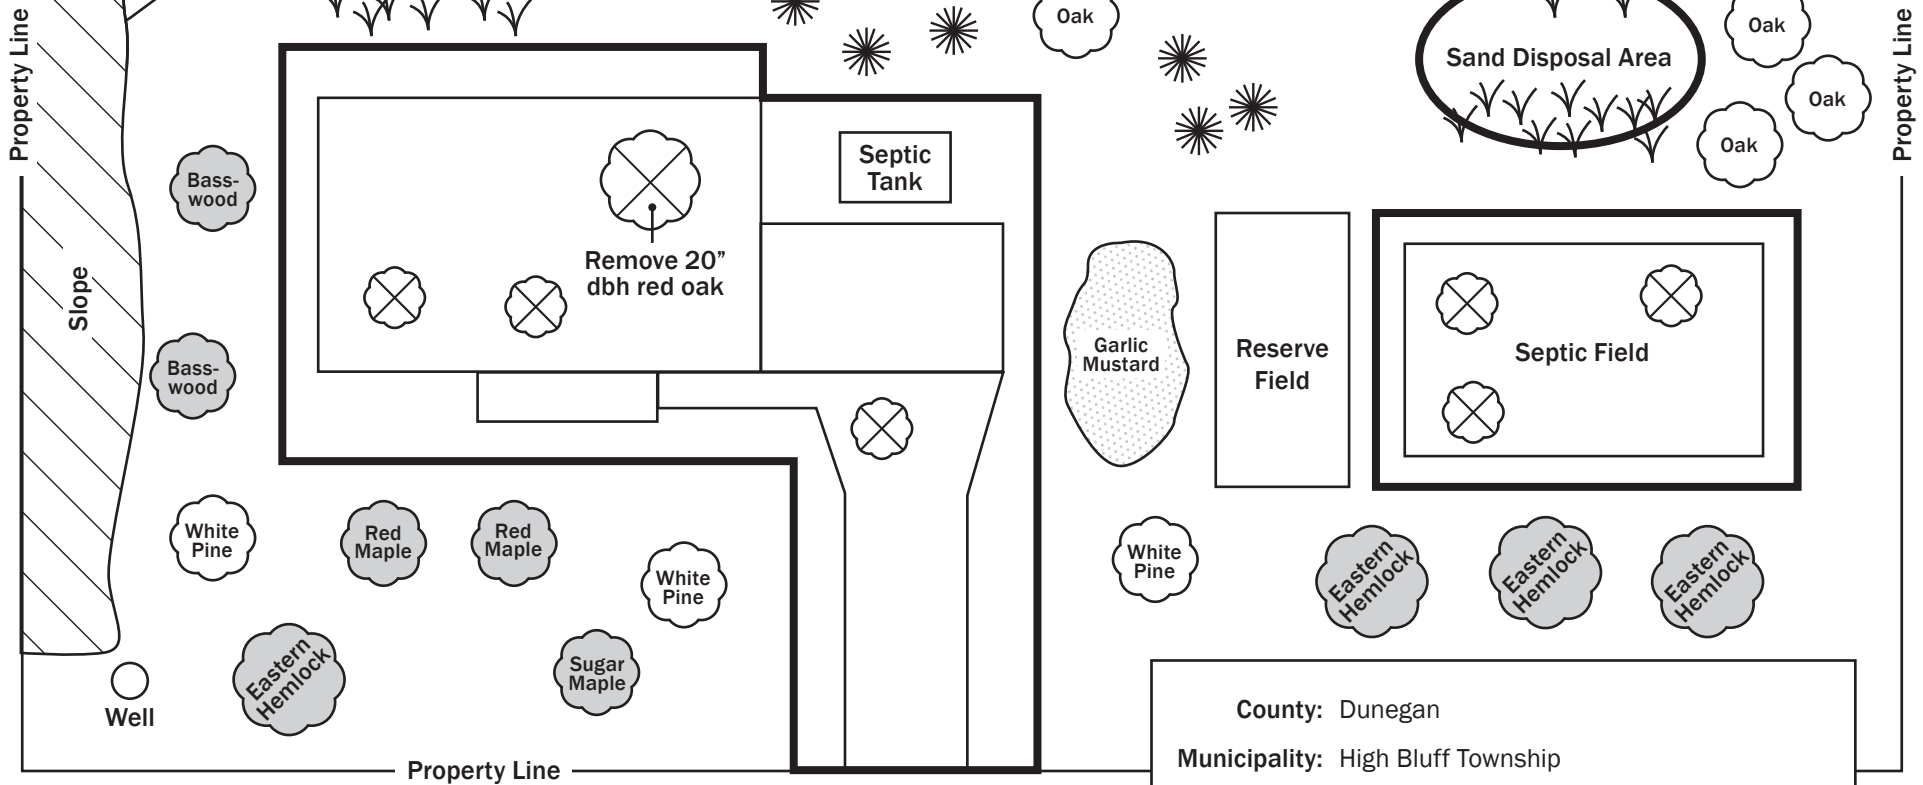 Property Line
Oak
Sand Disposal Area
Oak
Oak
Oak
Property Line
Bass-
wood
Septic
Tank
Remove 20”
dbh red oak
Slope
Bass-
wood
Garlic
Mustard
Reserve
Field
Septic Field
White
Pine
Red
Maple
Red
Maple
White
Pine
White
Pine
Eastern
Hemlock
Eastern
Hemlock
Eastern
Hemlock
Eastern
Hemlock
Sugar
Maple
Well
Property Line
County: Dunegan
Municipality: High Bluff Township